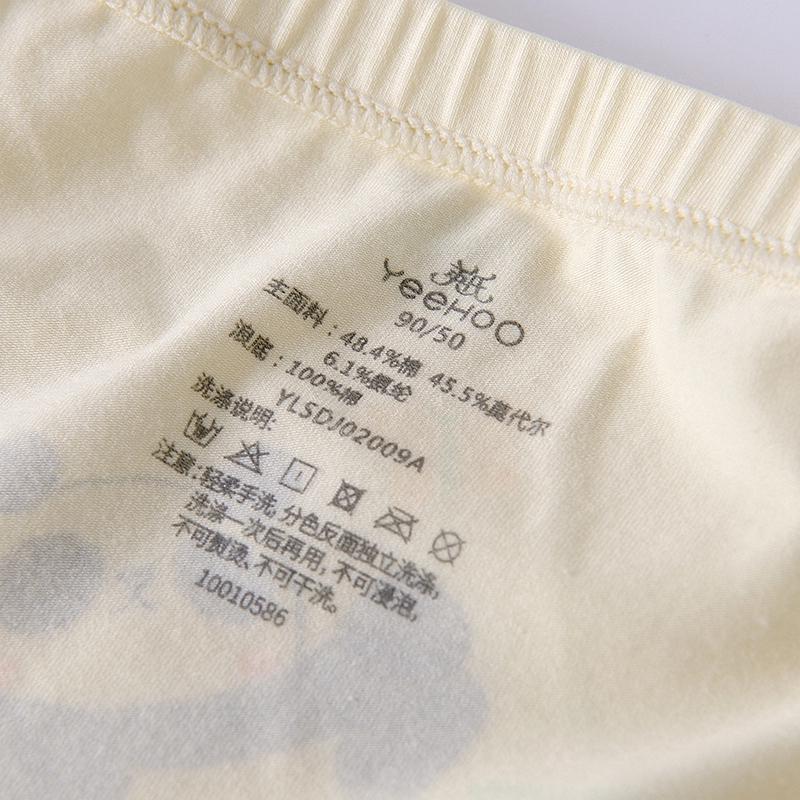 英氏
YeeHoO
90/50
主面料：48.4%棉 45.5%莫代尔
6.1%氨纶
浪底：100%棉
YLSDJ02009A
洗涤说明:
注意:轻柔手洗,分色反面独立洗涤,
洗涤一次后再用,不可浸泡,
不可熨烫、不可干洗。
10010586